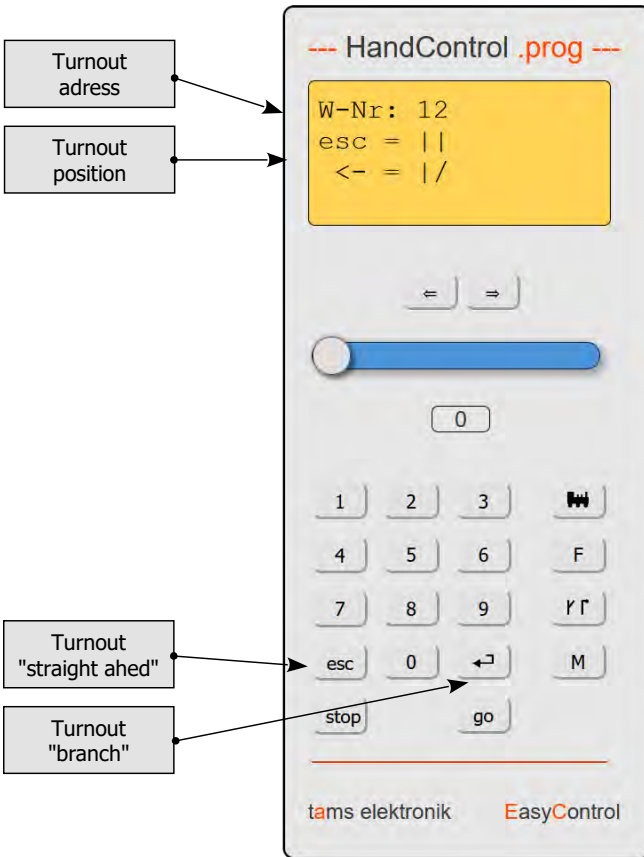 --- HandControl .prog ---
Turnout
adress
Turnout
position
W-Nr: 12
esc = ||
<- = |/
⇐ ⇒
0
1 2 3
4 5 6 F
7 8 9
esc 0 ↵ M
stop go
Turnout
"straight ahed"
Turnout
"branch"
tams elektronik EasyControl